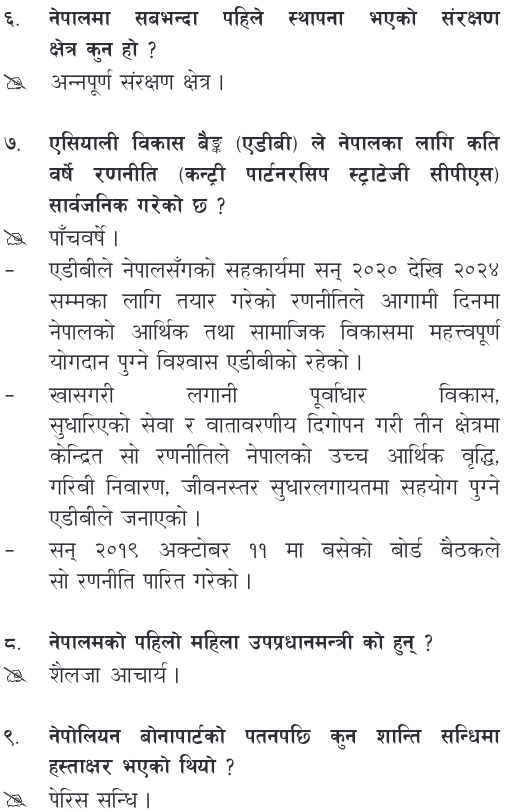 ६. नेपालमा सबभन्दा पहिले स्थापना भएको संरक्षण
क्षेत्र कुन हो ?
अन्नपूर्ण संरक्षण क्षेत्र ।
७. एसियाली विकास बैङ्क (एडीबी) ले नेपालका लागि कति
वर्षे रणनीति (कन्ट्री पार्टनरसिप स्ट्राटेजी सीपीएस)
सार्वजनिक गरेको छ ?
पाँचवर्षे ।
– एडीबीले नेपालसँगको सहकार्यमा सन् २०२० देखि २०२४
सम्मका लागि तयार गरेको रणनीतिले आगामी दिनमा
नेपालको आर्थिक तथा सामाजिक विकासमा महत्त्वपूर्ण
योगदान पुग्ने विश्वास एडीबीको रहेको ।
– खासगरी लगानी पूर्वाधार विकास,
सुधारिएको सेवा र वातावरणीय दिगोपन गरी तीन क्षेत्रमा
केन्द्रित सो रणनीतिले नेपालको उच्च आर्थिक वृद्धि,
गरिबी निवारण, जीवनस्तर सुधारलगायतमा सहयोग पुग्ने
एडीबीले जनाएको ।
– सन् २०१९ अक्टोबर ११ मा बसेको बोर्ड बैठकले
सो रणनीति पारित गरेको ।
८. नेपालमको पहिलो महिला उपप्रधानमन्त्री को हुन् ?
शैलजा आचार्य ।
९. नेपोलियन बोनापार्टको पतनपछि कुन शान्ति सन्धिमा
हस्ताक्षर भएको थियो ?
पेरिस सन्धि ।